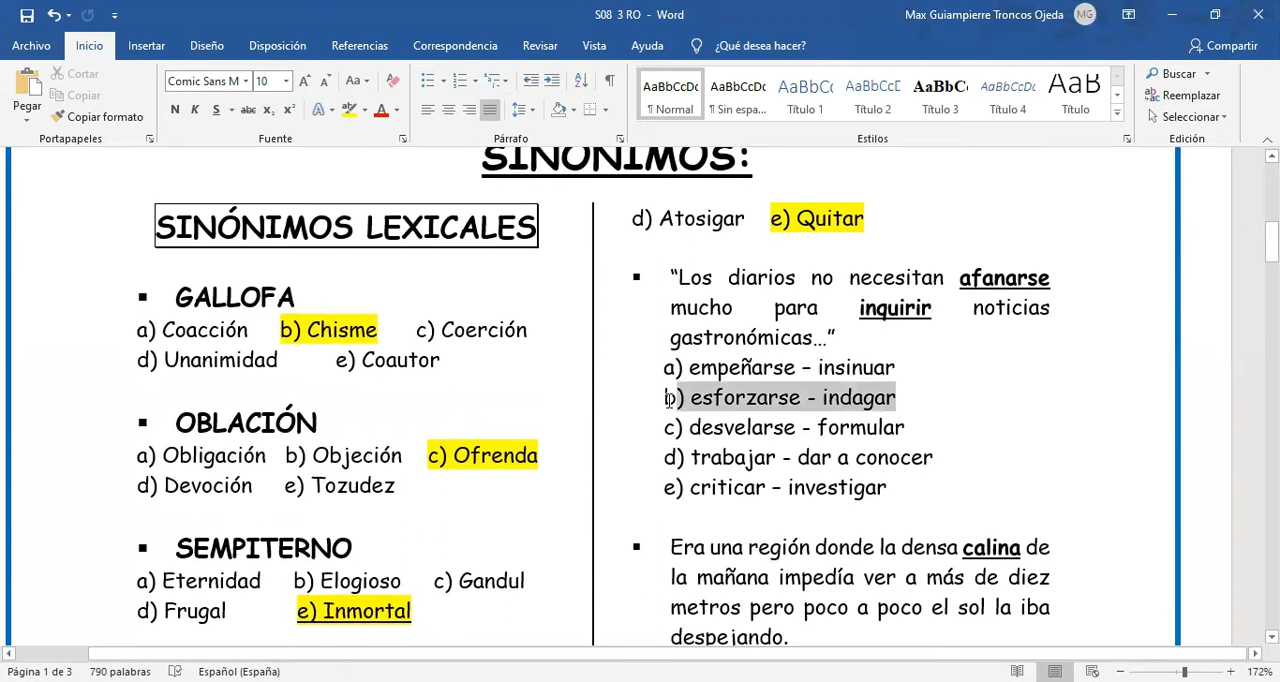 S08 3 RO - Word
Max Guiampierre Troncos Ojeda MG
Archivo Inicio Insertar Diseño Disposición Referencias Correspondencia Revisar Vista Ayuda ¿Qué desea hacer? Compartir
Pegar
Cortar
Copiar
Copiar formato
Portapapeles
Comic Sans M 10
N K S abc x₂ x²
Fuente
Párrafo
AaBbCcDc AaBbCcDc AaBbCc AaBbCcD AaBbC AaBbCcDc AaB
¶ Normal ¶ Sin espa... Título 1 Título 2 Título 3 Título 4 Título
Estilos
Buscar
Reemplazar
Seleccionar
Edición
SINÓNIMOS:
SINÓNIMOS LEXICALES
▪ GALLOFA
a) Coacción b) Chisme c) Coerción
d) Unanimidad e) Coautor
▪ OBLACIÓN
a) Obligación b) Objeción c) Ofrenda
d) Devoción e) Tozudez
▪ SEMPITERNO
a) Eternidad b) Elogioso c) Gandul
d) Frugal e) Inmortal
d) Atosigar e) Quitar
▪ “Los diarios no necesitan afanarse
mucho para inquirir noticias
gastronómicas…”
a) empeñarse – insinuar
b) esforzarse - indagar
c) desvelarse - formular
d) trabajar - dar a conocer
e) criticar – investigar
▪ Era una región donde la densa calina de
la mañana impedía ver a más de diez
metros pero poco a poco el sol la iba
despejando.
Página 1 de 3 790 palabras Español (España) 172%